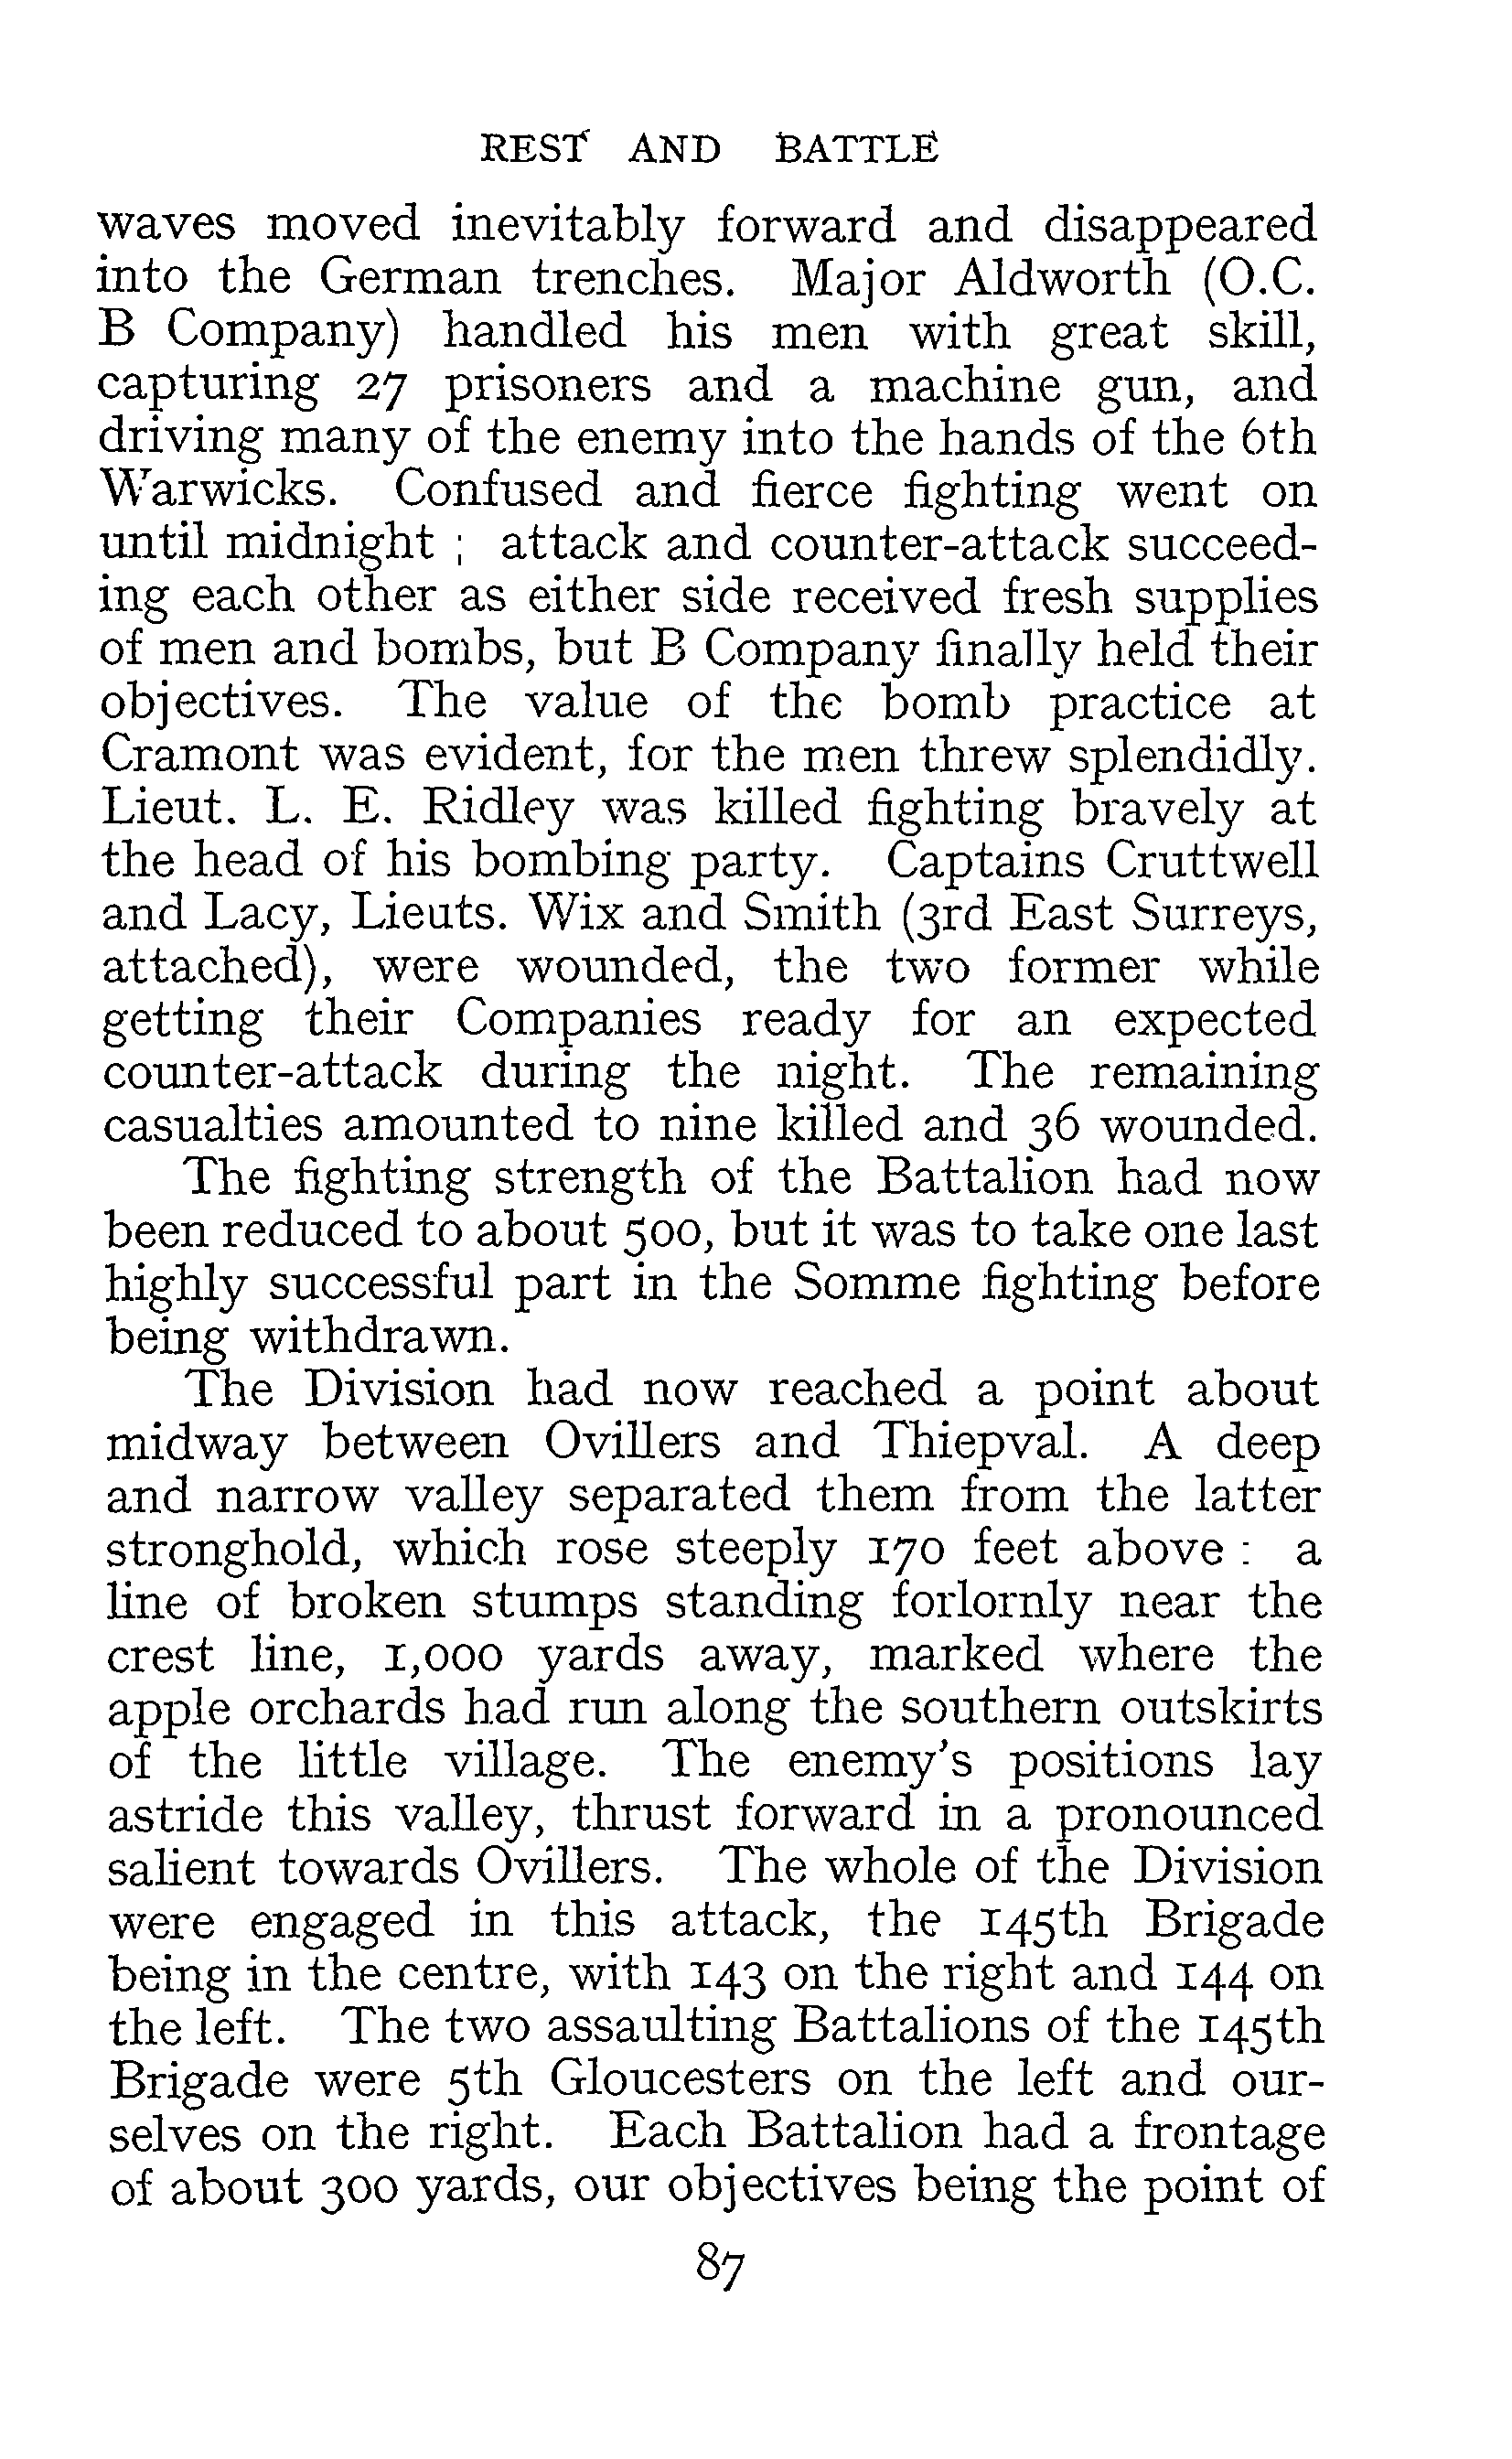 REST AND BATTLE
waves moved inevitably forward and disappeared
into the German trenches. Major Aldworth (O.C.
B Company) handled his men with great skill,
capturing 27 prisoners and a machine gun, and
driving many of the enemy into the hands of the 6th
Warwicks. Confused and fierce fighting went on
until midnight ; attack and counter-attack succeed-
ing each other as either side received fresh supplies
of men and bombs, but B Company finally held their
objectives. The value of the bomb practice at
Cramont was evident, for the men threw splendidly.
Lieut. L. E. Ridley was killed fighting bravely at
the head of his bombing party. Captains Cruttwell
and Lacy, Lieuts. Wix and Smith (3rd East Surreys,
attached), were wounded, the two former while
getting their Companies ready for an expected
counter-attack during the night. The remaining
casualties amounted to nine killed and 36 wounded.
The fighting strength of the Battalion had now
been reduced to about 500, but it was to take one last
highly successful part in the Somme fighting before
being withdrawn.
The Division had now reached a point about
midway between Ovillers and Thiepval. A deep
and narrow valley separated them from the latter
stronghold, which rose steeply 170 feet above : a
line of broken stumps standing forlornly near the
crest line, 1,000 yards away, marked where the
apple orchards had run along the southern outskirts
of the little village. The enemy's positions lay
astride this valley, thrust forward in a pronounced
salient towards Ovillers. The whole of the Division
were engaged in this attack, the 145th Brigade
being in the centre, with 143 on the right and 144 on
the left. The two assaulting Battalions of the 145th
Brigade were 5th Gloucesters on the left and our-
selves on the right. Each Battalion had a frontage
of about 300 yards, our objectives being the point of
87